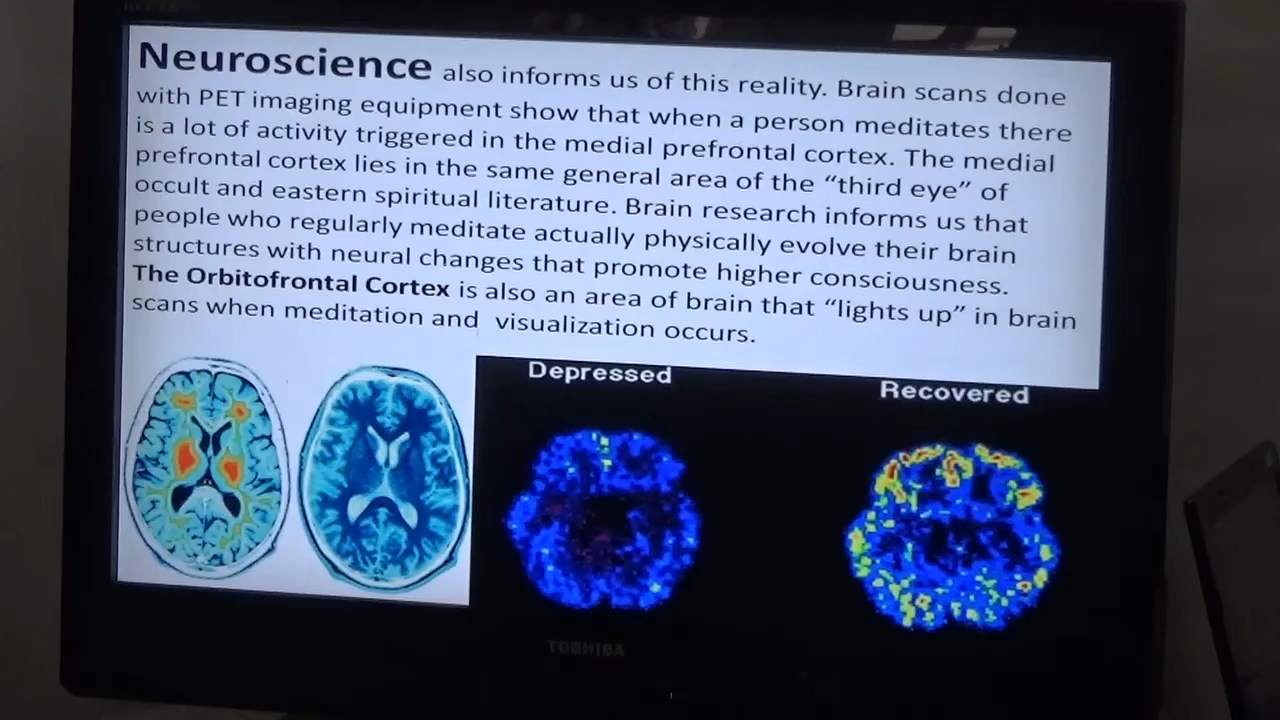 Neuroscience also informs us of this reality. Brain scans done
with PET imaging equipment show that when a person meditates there
is a lot of activity triggered in the medial prefrontal cortex. The medial
prefrontal cortex lies in the same general area of the “third eye” of
occult and eastern spiritual literature. Brain research informs us that
people who regularly meditate actually physically evolve their brain
structures with neural changes that promote higher consciousness.
The Orbitofrontal Cortex is also an area of brain that “lights up” in brain
scans when meditation and visualization occurs.
Depressed
Recovered
TOSHIBA